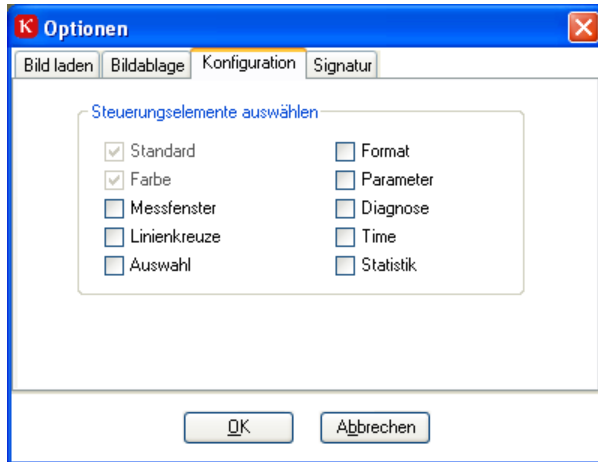 K Optionen
Bild laden Bildablage Konfiguration Signatur
Steuerungselemente auswählen
Standard Format
Farbe Parameter
Messfenster Diagnose
Linienkreuze Time
Auswahl Statistik
OK Abbrechen